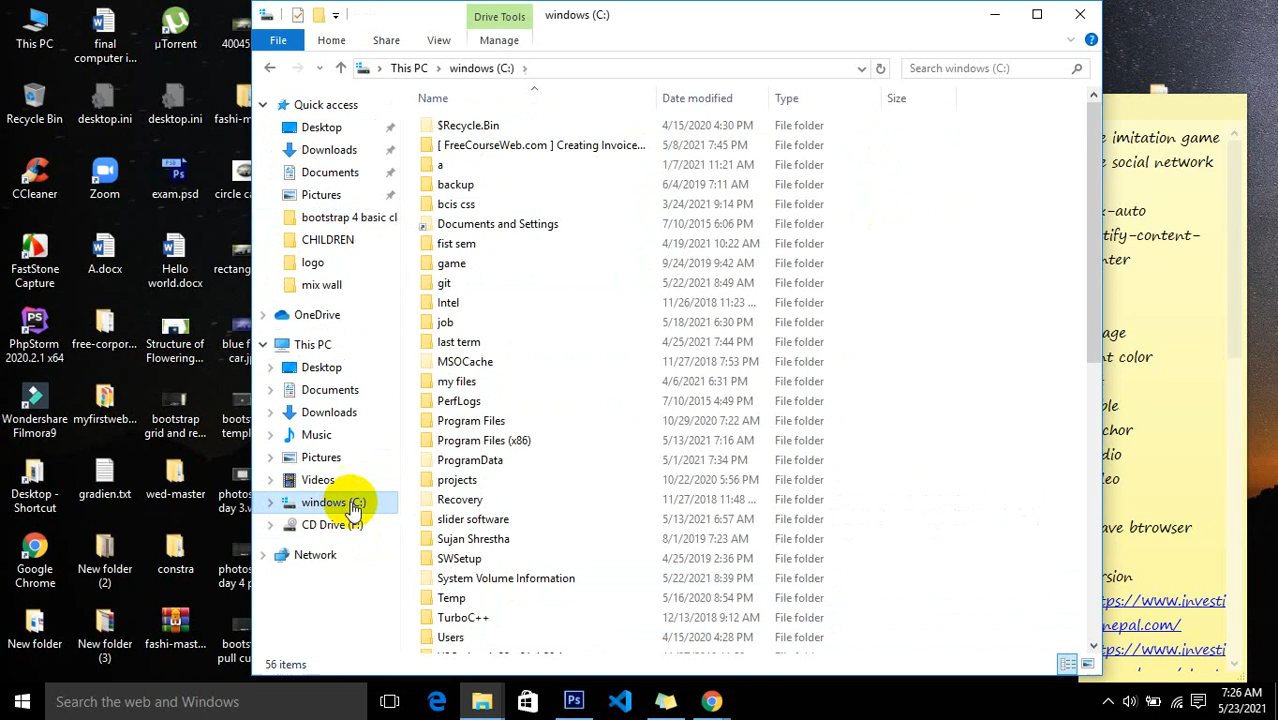 Drive Tools
windows (C:)
File
Home
Share
View
Manage
This PC
windows (C:)
Search windows (C:)
Name
Date modified
Type
Size
Quick access
Desktop
Downloads
Documents
Pictures
bootstrap 4 basic cl
CHILDREN
logo
mix wall
OneDrive
This PC
Desktop
Documents
Downloads
Music
Pictures
Videos
windows (C:)
CD Drive (F:)
Network
$Recycle.Bin 4/15/2020 4:30 PM File folder
[ FreeCourseWeb.com ] Creating Invoice... 5/8/2021 7:45 PM File folder
a 1/7/2021 11:21 AM File folder
backup 6/4/2019 7:11 AM File folder
bcis css 3/24/2021 9:14 PM File folder
Documents and Settings 7/10/2015 6:06 PM File folder
fist sem 4/19/2021 10:22 AM File folder
game 9/24/2019 9:42 AM File folder
git 5/22/2021 8:49 AM File folder
Intel 11/26/2018 11:23 ... File folder
job 5/18/2021 6:30 PM File folder
last term 4/25/2021 7:44 PM File folder
MSOCache 11/27/2018 7:53 PM File folder
my files 4/6/2021 6:31 PM File folder
PerfLogs 7/10/2015 4:49 PM File folder
Program Files 10/29/2020 7:22 AM File folder
Program Files (x86) 5/13/2021 7:16 AM File folder
ProgramData 5/1/2021 7:34 PM File folder
projects 10/22/2020 5:56 PM File folder
Recovery 11/27/2018 11:48 ... File folder
slider software 5/13/2021 6:57 AM File folder
Sujan Shrestha 8/1/2019 7:23 AM File folder
SWSetup 4/25/2019 2:36 PM File folder
System Volume Information 5/22/2021 8:39 PM File folder
Temp 5/16/2020 8:54 PM File folder
TurboC++ 12/13/2018 9:12 AM File folder
Users 4/15/2020 4:28 PM File folder
56 items
This PC
final
computer i...
µTorrent
40045
Recycle Bin
desktop.ini
desktop.ini
fashi-m
CCleaner
Zoom
exam.psd
circle ca
FastStone
Capture
A.docx
Hello
world.docx
rectang
PhpStorm
2020.2.1 x64
free-corpor...
Structure of
Flowering...
blue f
car.jp
Wondershare
Filmora9
myfirstweb...
bootstrap
grid and re...
bootst
templ
Desktop -
Shortcut
gradien.txt
wed-master
photos
day 3.v
Google
Chrome
New folder
(2)
constra
photos
day 4 p
New folder
New folder
(3)
fashi-mast...
bootst
pull cu
e imitation game
e social network
x-auto
tify-content-
nter
age
nt color
ple
chor
dio
eo
ave btrowser
rsion
ttps://www.investi
nepal.com/
ttps://www.investi
Search the web and Windows
7:26 AM
5/23/2021